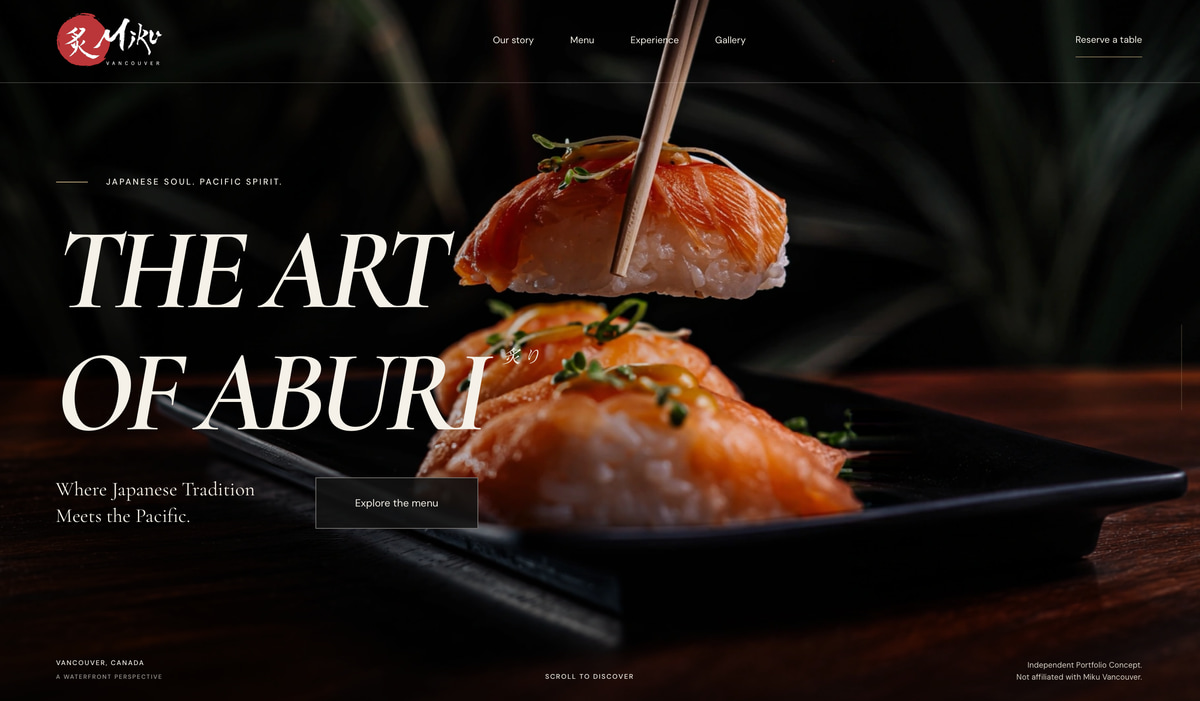 炙 Miku
VANCOUVER
Our story
Menu
Experience
Gallery
Reserve a table
JAPANESE SOUL. PACIFIC SPIRIT.
THE ART
OF ABURI 炙り
Where Japanese Tradition
Meets the Pacific.
Explore the menu
VANCOUVER, CANADA
A WATERFRONT PERSPECTIVE
SCROLL TO DISCOVER
Independent Portfolio Concept.
Not affiliated with Miku Vancouver.